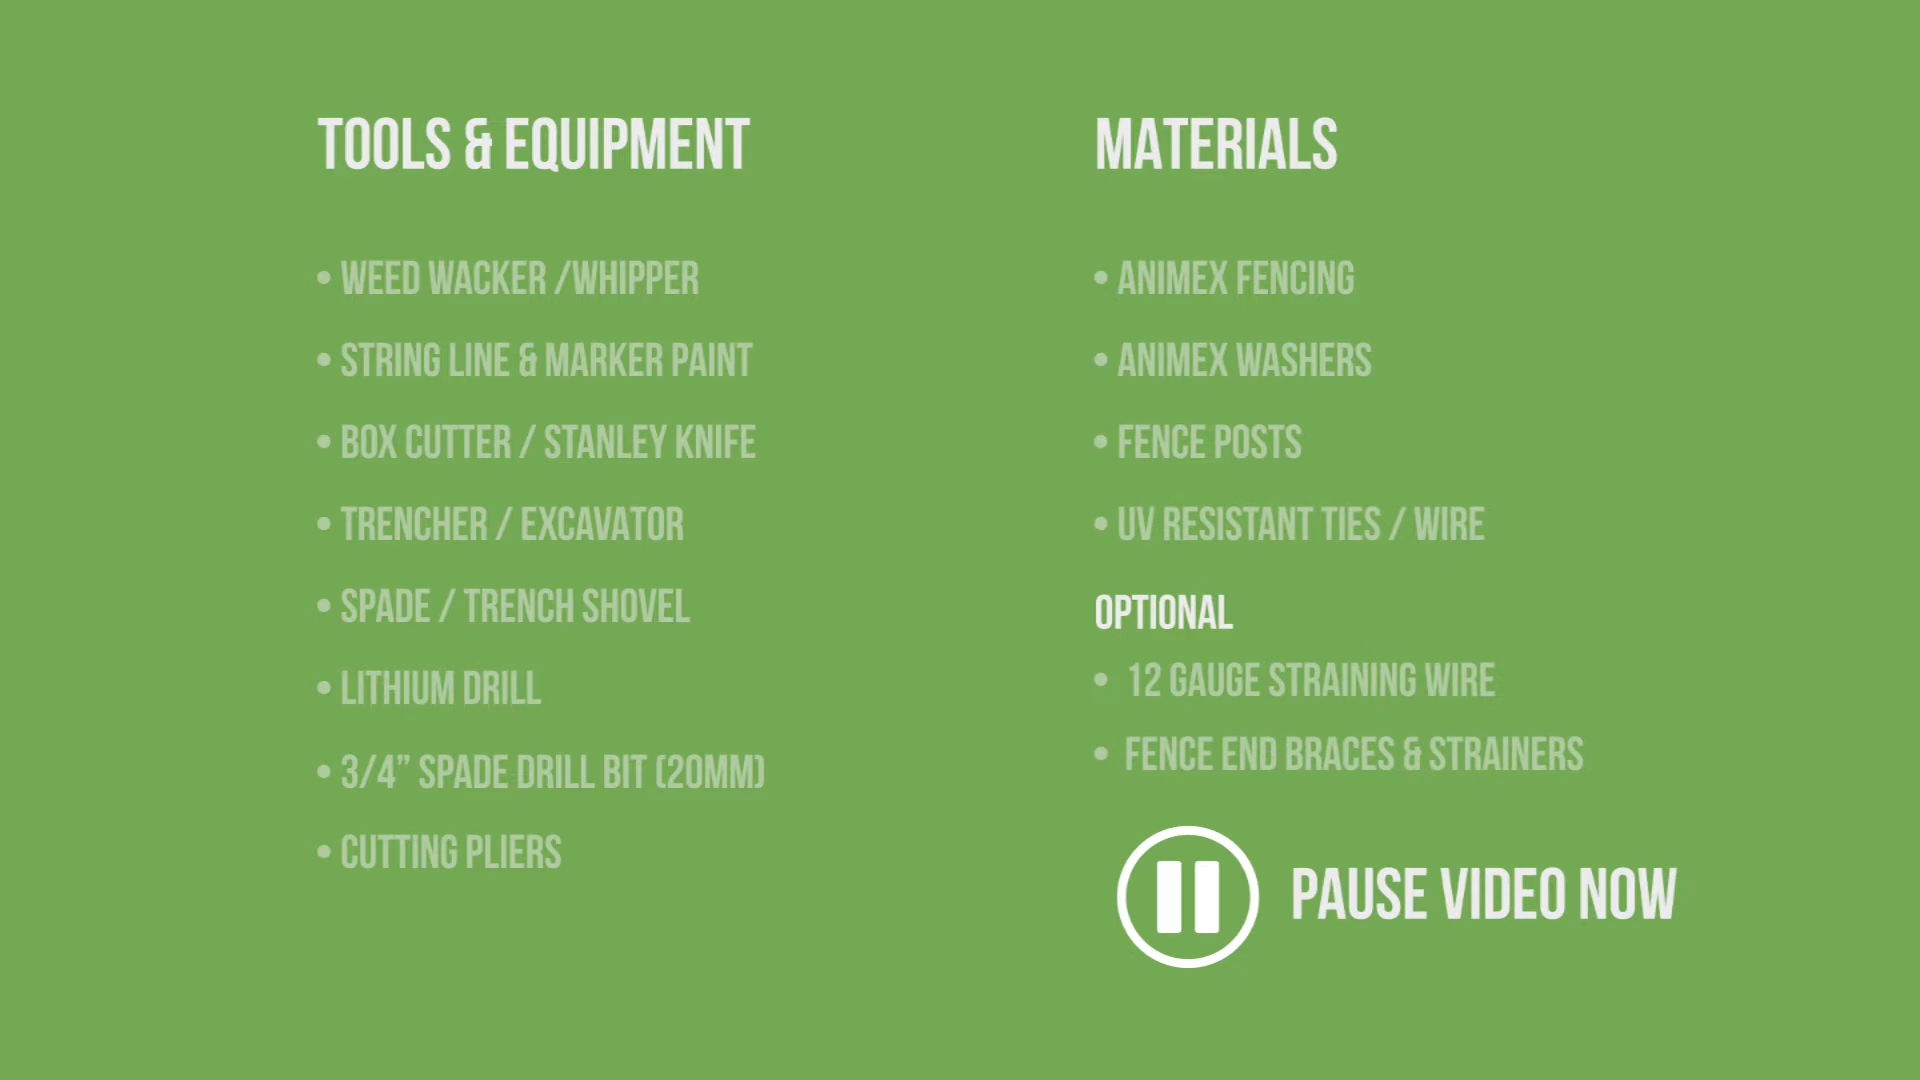 TOOLS & EQUIPMENT
• WEED WACKER /WHIPPER
• STRING LINE & MARKER PAINT
• BOX CUTTER / STANLEY KNIFE
• TRENCHER / EXCAVATOR
• SPADE / TRENCH SHOVEL
• LITHIUM DRILL
• 3/4” SPADE DRILL BIT (20MM)
• CUTTING PLIERS
MATERIALS
• ANIMEX FENCING
• ANIMEX WASHERS
• FENCE POSTS
• UV RESISTANT TIES / WIRE
OPTIONAL
• 12 GAUGE STRAINING WIRE
• FENCE END BRACES & STRAINERS
PAUSE VIDEO NOW